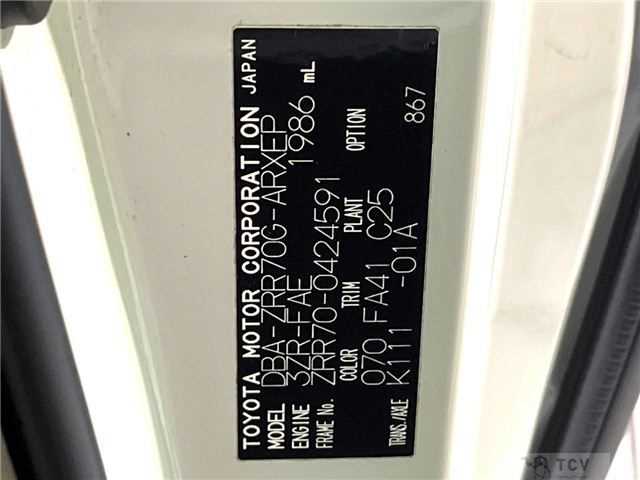 TOYOTA MOTOR CORPORATION JAPAN
MODEL DBA-ZRR70G-ARXEP
ENGINE 3ZR-FAE 1986 mL
FRAME No. ZRR70-0424591
COLOR TRIM PLANT OPTION
070 FA41 C25 867
TRANS./AXLE K111 -01A
TCV